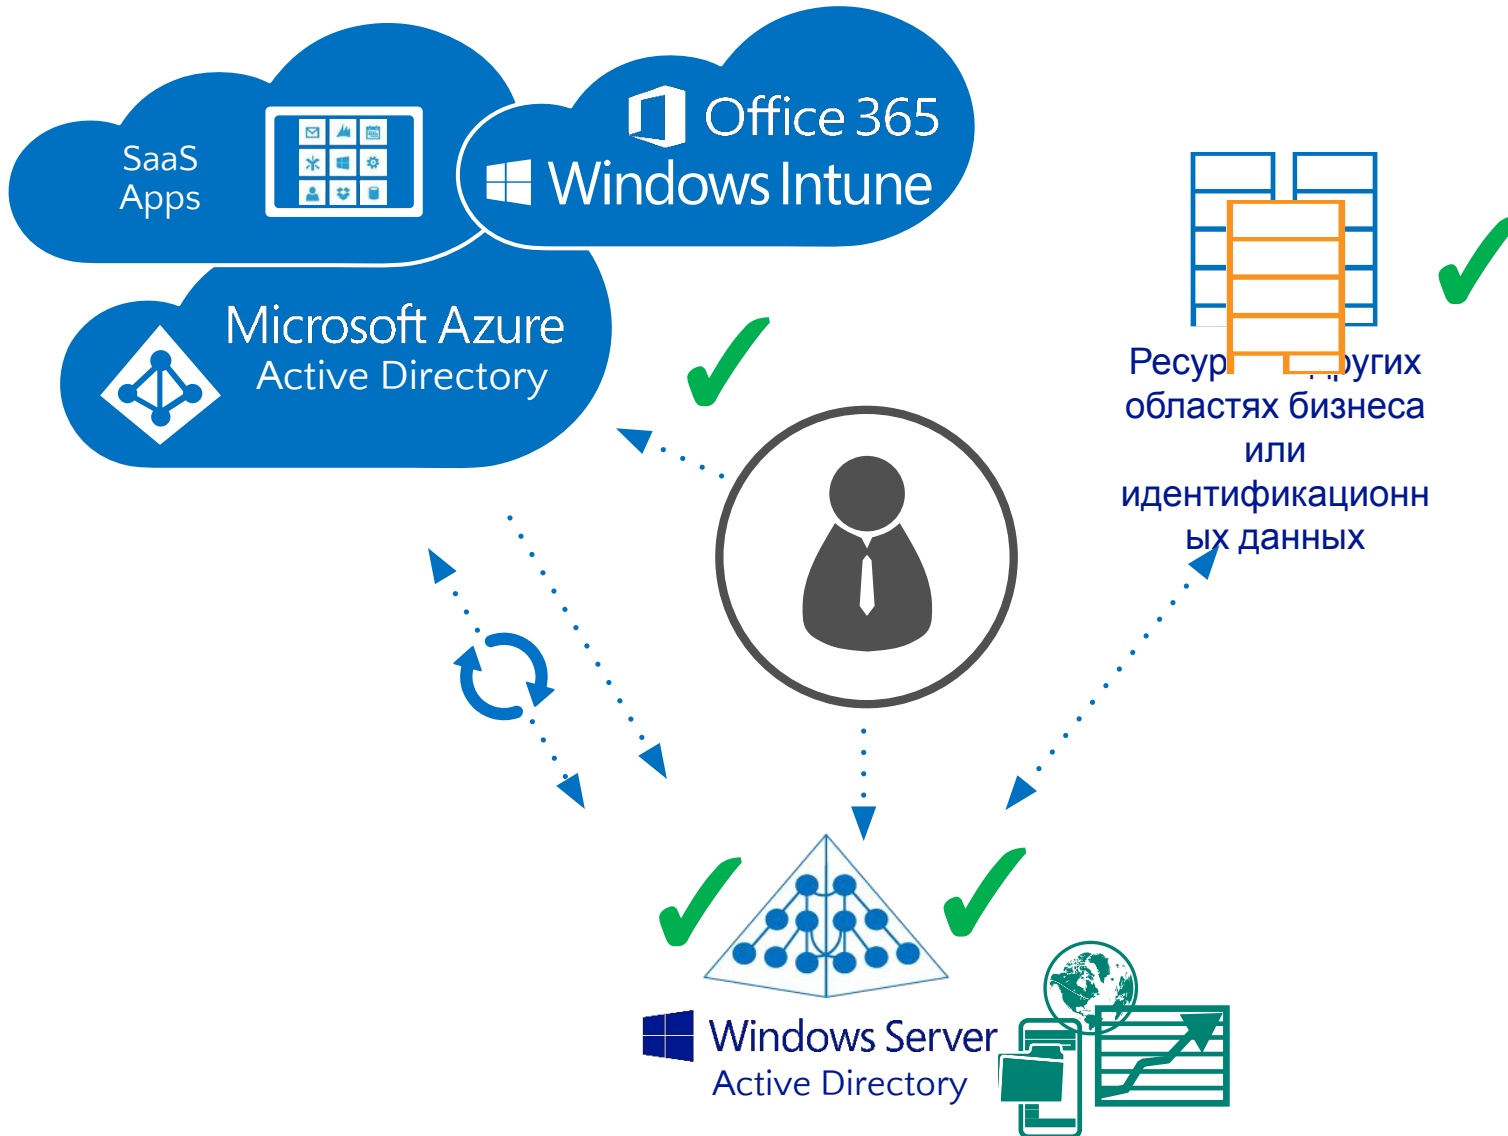 Office 365
Windows Intune
SaaS
Apps
Microsoft Azure
Active Directory
других
областях бизнеса
или
идентификационн
ых данных
Windows Server
Active Directory